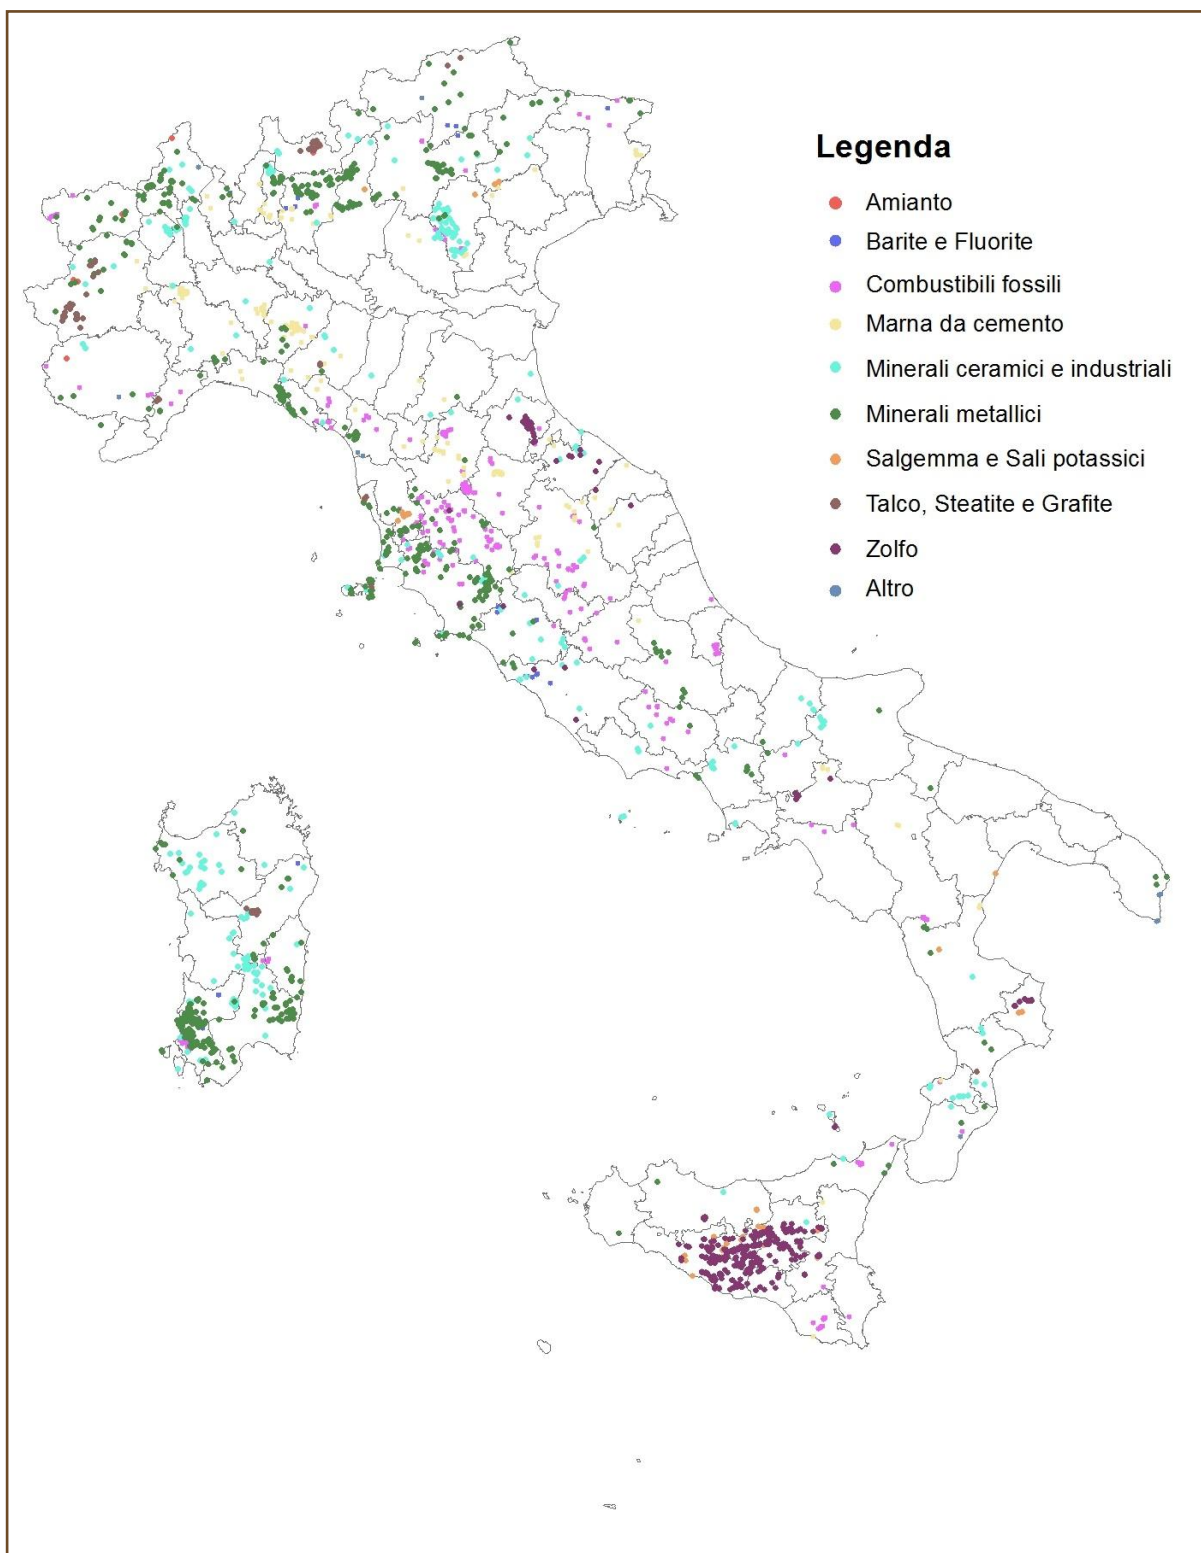 Legenda
Amianto
Barite e Fluorite
Combustibili fossili
Marna da cemento
Minerali ceramici e industriali
Minerali metallici
Salgemma e Sali potassici
Talco, Steatite e Grafite
Zolfo
Altro